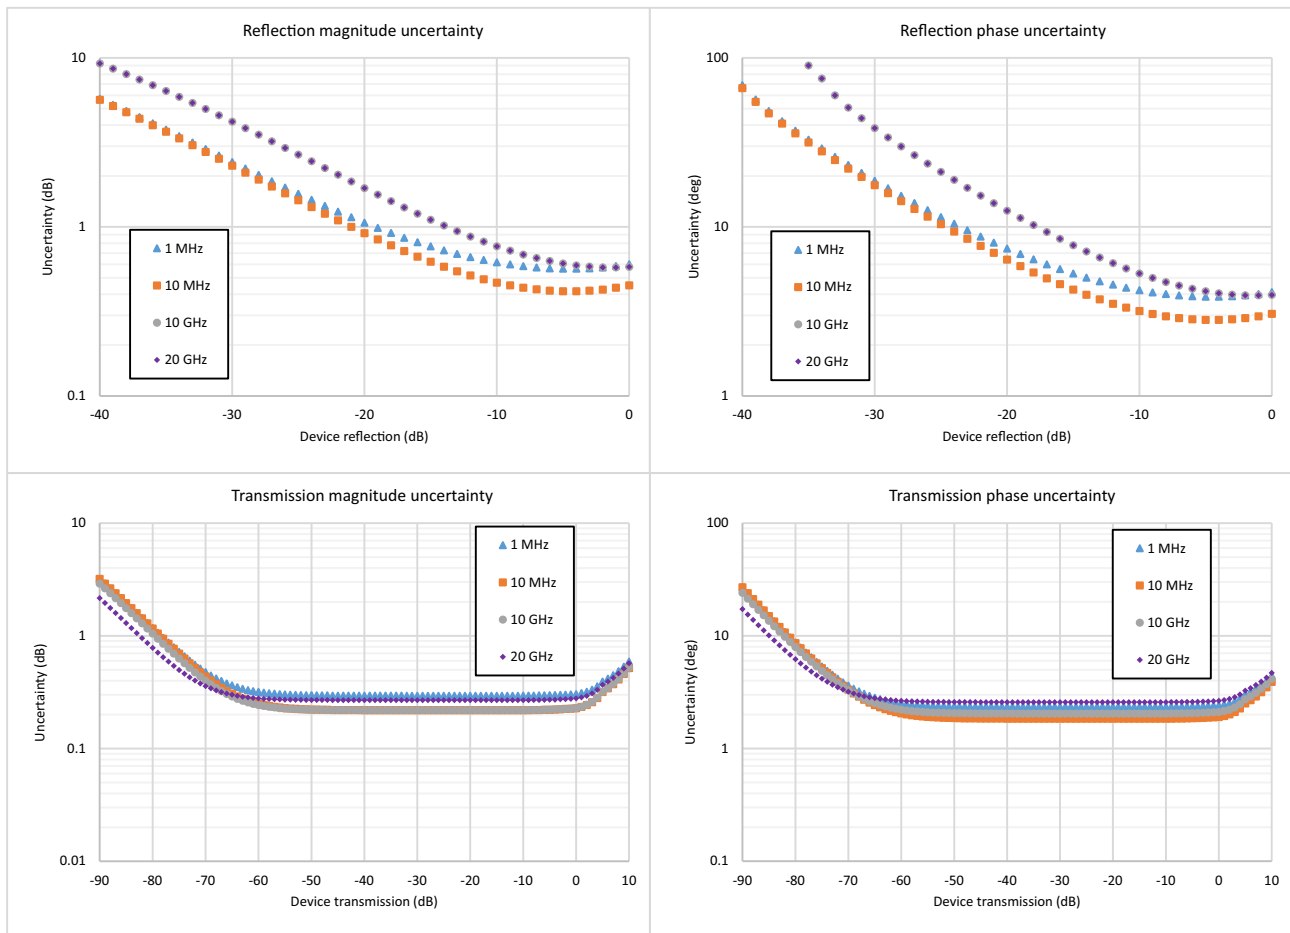 Reflection magnitude uncertainty
10
1
0.1
Uncertainty (dB)
1 MHz
10 MHz
10 GHz
20 GHz
-40
-30
-20
-10
0
Device reflection (dB)
Reflection phase uncertainty
100
10
1
Uncertainty (deg)
1 MHz
10 MHz
10 GHz
20 GHz
-40
-30
-20
-10
0
Device reflection (dB)
Transmission magnitude uncertainty
10
1
0.1
0.01
Uncertainty (dB)
1 MHz
10 MHz
10 GHz
20 GHz
-90
-80
-70
-60
-50
-40
-30
-20
-10
0
10
Device transmission (dB)
Transmission phase uncertainty
100
10
1
0.1
Uncertainty (deg)
1 MHz
10 MHz
10 GHz
20 GHz
-90
-80
-70
-60
-50
-40
-30
-20
-10
0
10
Device transmission (dB)